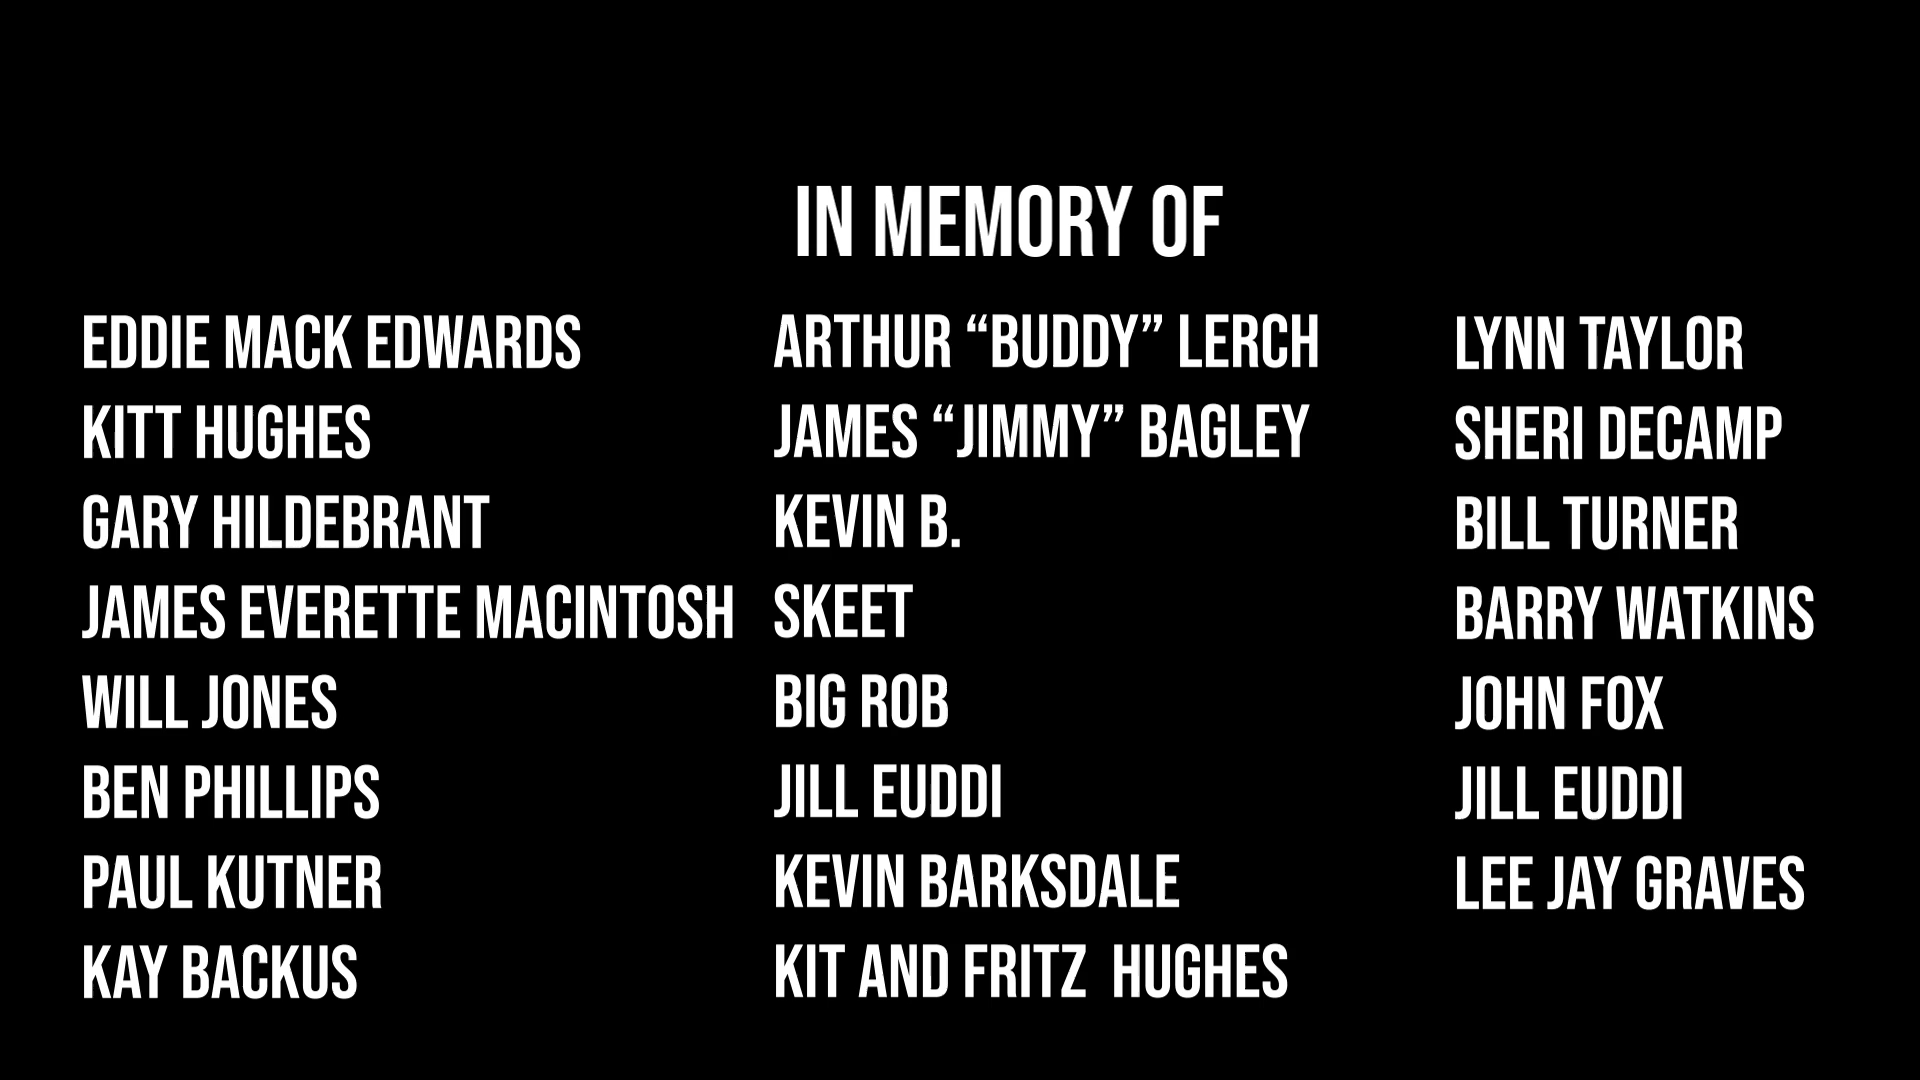 IN MEMORY OF
EDDIE MACK EDWARDS
KITT HUGHES
GARY HILDEBRANT
JAMES EVERETTE MACINTOSH
WILL JONES
BEN PHILLIPS
PAUL KUTNER
KAY BACKUS
ARTHUR “BUDDY” LERCH
JAMES “JIMMY” BAGLEY
KEVIN B.
SKEET
BIG ROB
JILL EUDDI
KEVIN BARKSDALE
KIT AND FRITZ  HUGHES
LYNN TAYLOR
SHERI DECAMP
BILL TURNER
BARRY WATKINS
JOHN FOX
JILL EUDDI
LEE JAY GRAVES